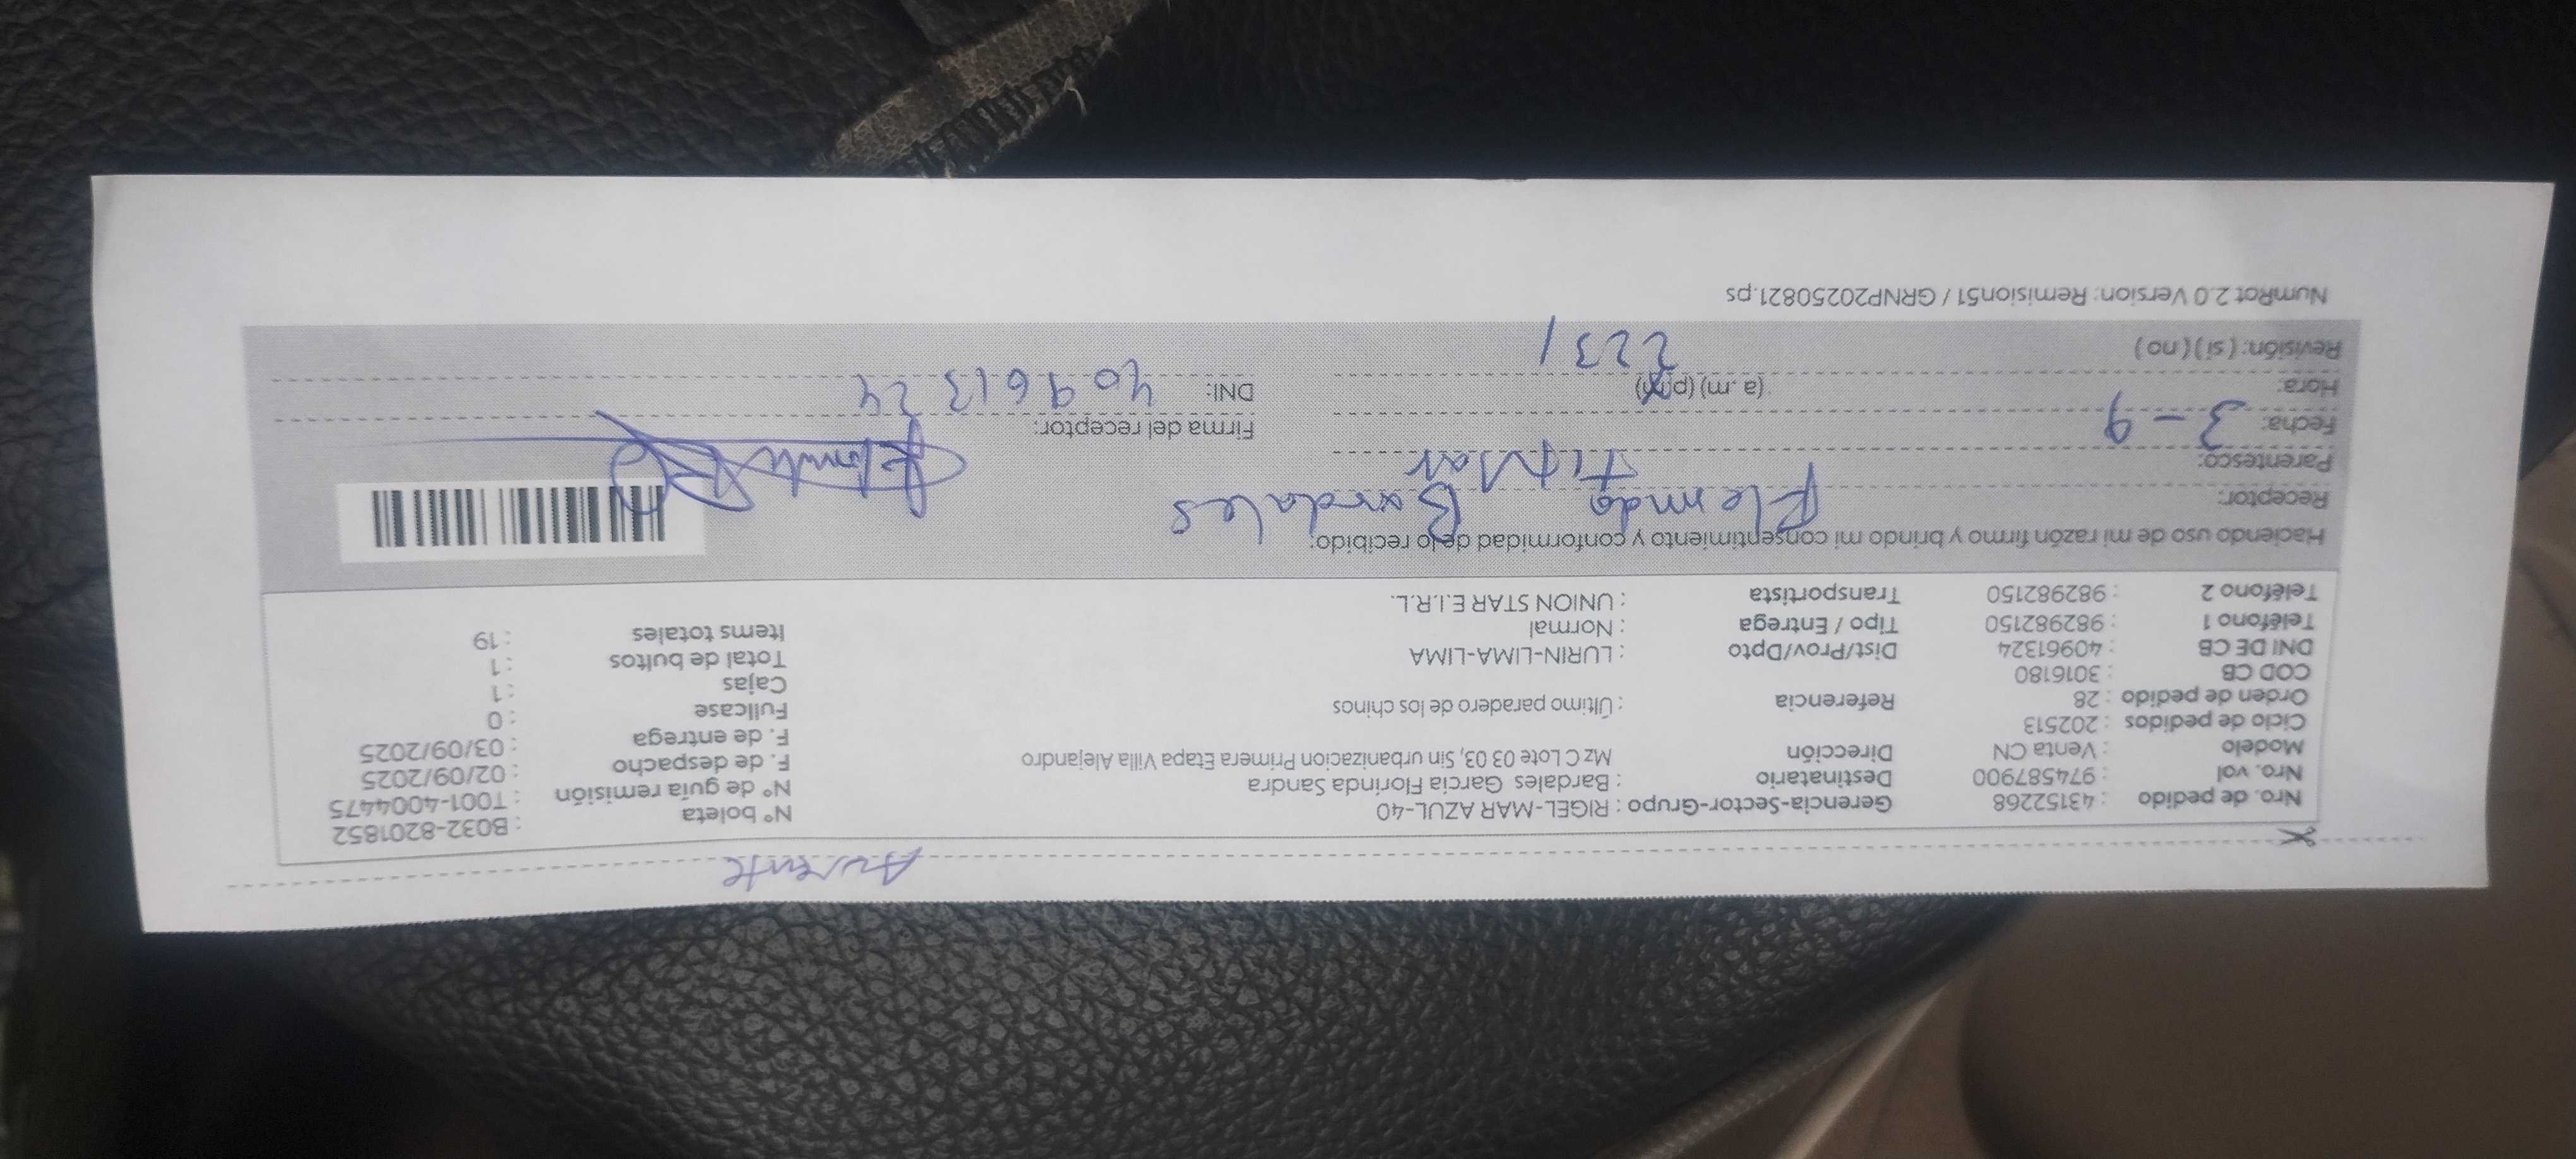 Ausente
Nro. de pedido : 43152268 Gerencia-Sector-Grupo : RIGEL-MAR AZUL-40 N° boleta : B032-8201852
Nro. vol : 974587900 Destinatario : Bardales Garcia Florinda Sandra N° de guía remisión : T001-4004475
Modelo : Venta CN Dirección Mz C Lote 03 03, Sin urbanizacion Primera Etapa Villa Alejandro F. de despacho : 02/09/2025
Ciclo de pedidos : 202513 F. de entrega : 03/09/2025
Orden de pedido : 28 Referencia : Último paradero de los chinos Fullcase : 0
COD CB : 3016180 Cajas : 1
DNI DE CB : 40961324 Dist/Prov/Dpto : LURIN-LIMA-LIMA Total de bultos : 1
Teléfono 1 : 982982150 Tipo / Entrega : Normal Items totales : 19
Teléfono 2 : 982982150 Transportista : UNION STAR E.I.R.L.
Haciendo uso de mi razón firmo y brindo mi consentimiento y conformidad de lo recibido:
Receptor: Bardales
Parentesco: Titular
Fecha: 3-9 Firma del receptor:
Hora: (a.m) (p.m) DNI: 40961324
Revisión: ( sí ) ( no ) 2231
NumRot 2.0 Version: Remision51 / GRNP20250821.ps